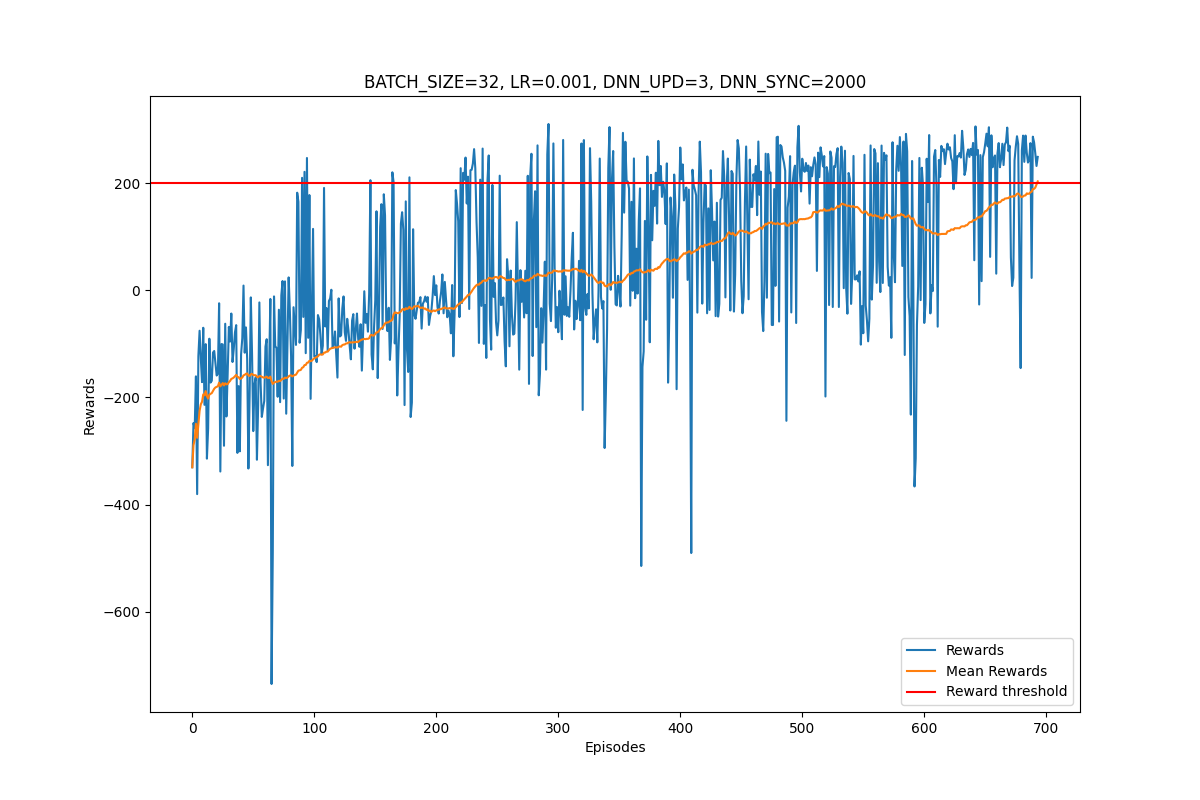 BATCH_SIZE=32, LR=0.001, DNN_UPD=3, DNN_SYNC=2000
200
0
−200
−400
−600
Rewards
Rewards
Mean Rewards
Reward threshold
0 100 200 300 400 500 600 700
Episodes